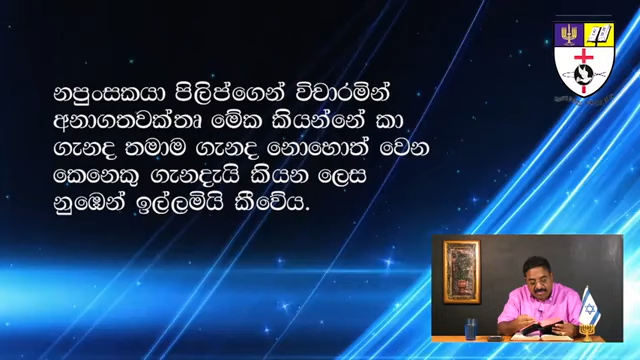 නපුංසකයා පිලිප්ගෙන් විචාරමින්
අනාගතවක්තෘ මේක කියන්නේ කා
ගැනද තමාම ගැනද නොහොත් වෙන
කෙනෙකු ගැනදැයි කියන ලෙස
නුඹෙන් ඉල්ලමියි කීවේය.